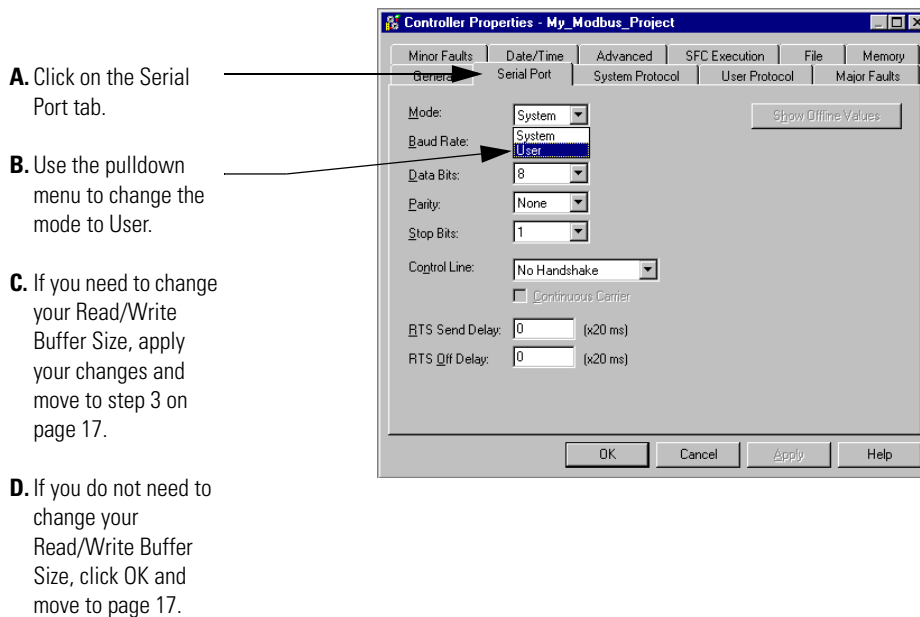 A. Click on the Serial
Port tab.
B. Use the pulldown
menu to change the
mode to User.
C. If you need to change
your Read/Write
Buffer Size, apply
your changes and
move to step 3 on
page 17.
D. If you do not need to
change your
Read/Write Buffer
Size, click OK and
move to page 17.
Controller Properties - My_Modbus_Project
Minor Faults Date/Time Advanced SFC Execution File Memory
General Serial Port System Protocol User Protocol Major Faults
Mode: System Show Offline Values
System
Baud Rate: User
Data Bits: 8
Parity: None
Stop Bits: 1
Control Line: No Handshake
Continuous Carrier
RTS Send Delay: 0 (x20 ms)
RTS Off Delay: 0 (x20 ms)
OK Cancel Apply Help